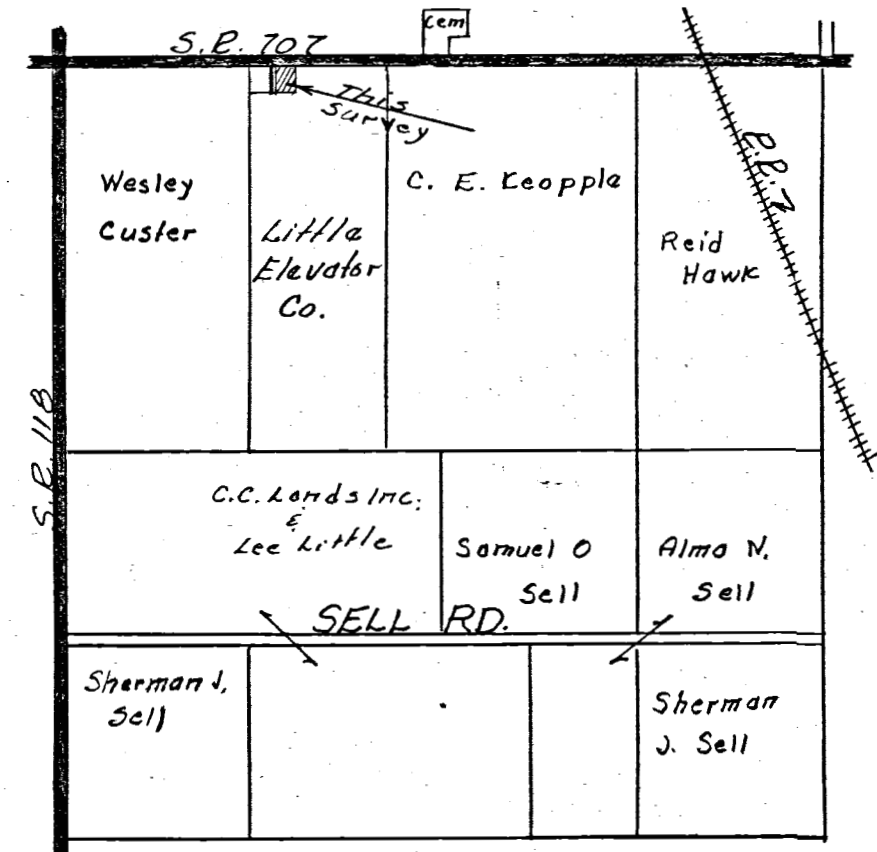 Cem
S.R. 707
This
Survey
Wesley
Custer
Little
Elevator
Co.
C. E. Keoppla
Reid
Hawk
S.R. 118
C.C. Lands Inc.
&
Lee Little
Samuel O
Sell
Alma N.
Sell
SELL RD.
Sherman J.
Sell
Sherman
J. Sell